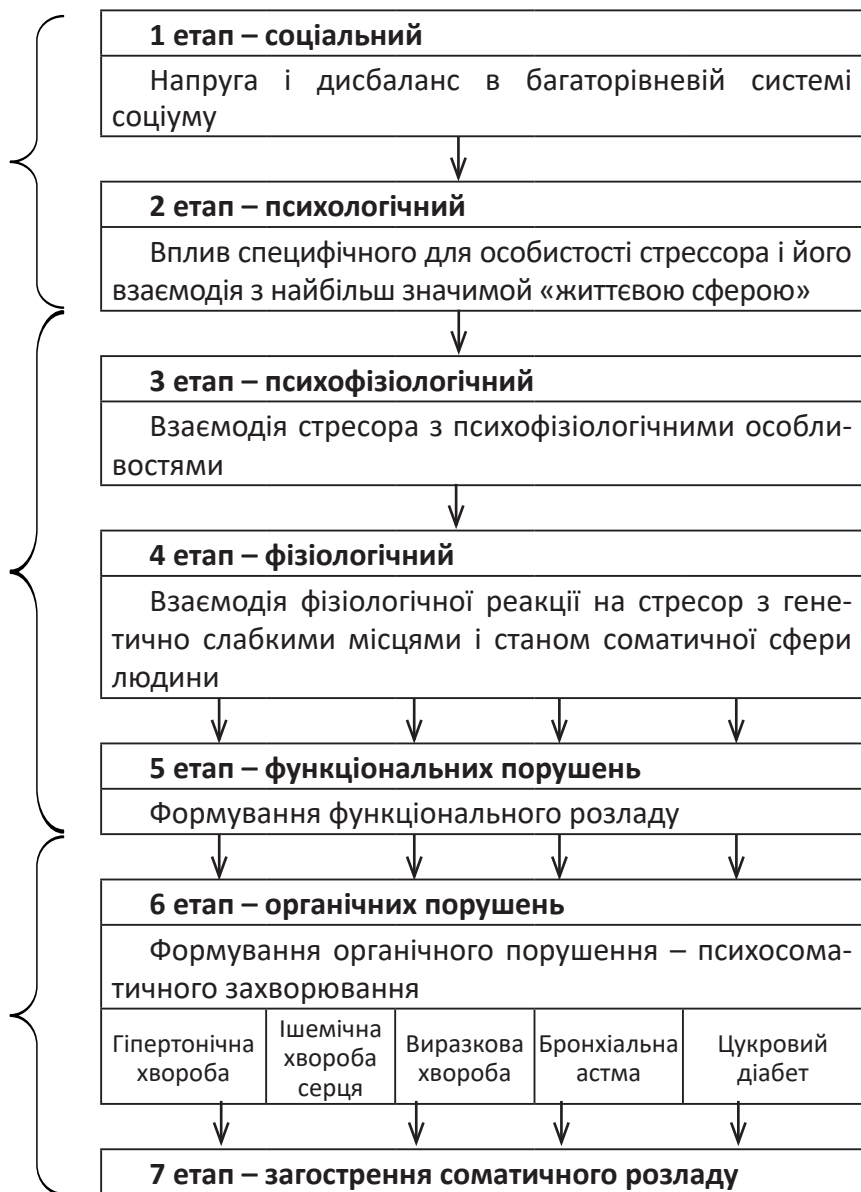 1 етап – соціальний
Напруга і дисбаланс в багаторівневій системі
соціуму
2 етап – психологічний
Вплив специфічного для особистості стрессора і його
взаємодія з найбільш значимой «життєвою сферою»
3 етап – психофізіологічний
Взаємодія стресора з психофізіологічними особли-
востями
4 етап – фізіологічний
Взаємодія фізіологічної реакції на стресор з гене-
тично слабкими місцями і станом соматичної сфери
людини
5 етап – функціональних порушень
Формування функціонального розладу
6 етап – органічних порушень
Формування органічного порушення – психосома-
тичного захворювання
Гіпертонічна
хвороба
Ішемічна
хвороба
серця
Виразкова
хвороба
Бронхіальна
астма
Цукровий
діабет
7 етап – загострення соматичного розладу